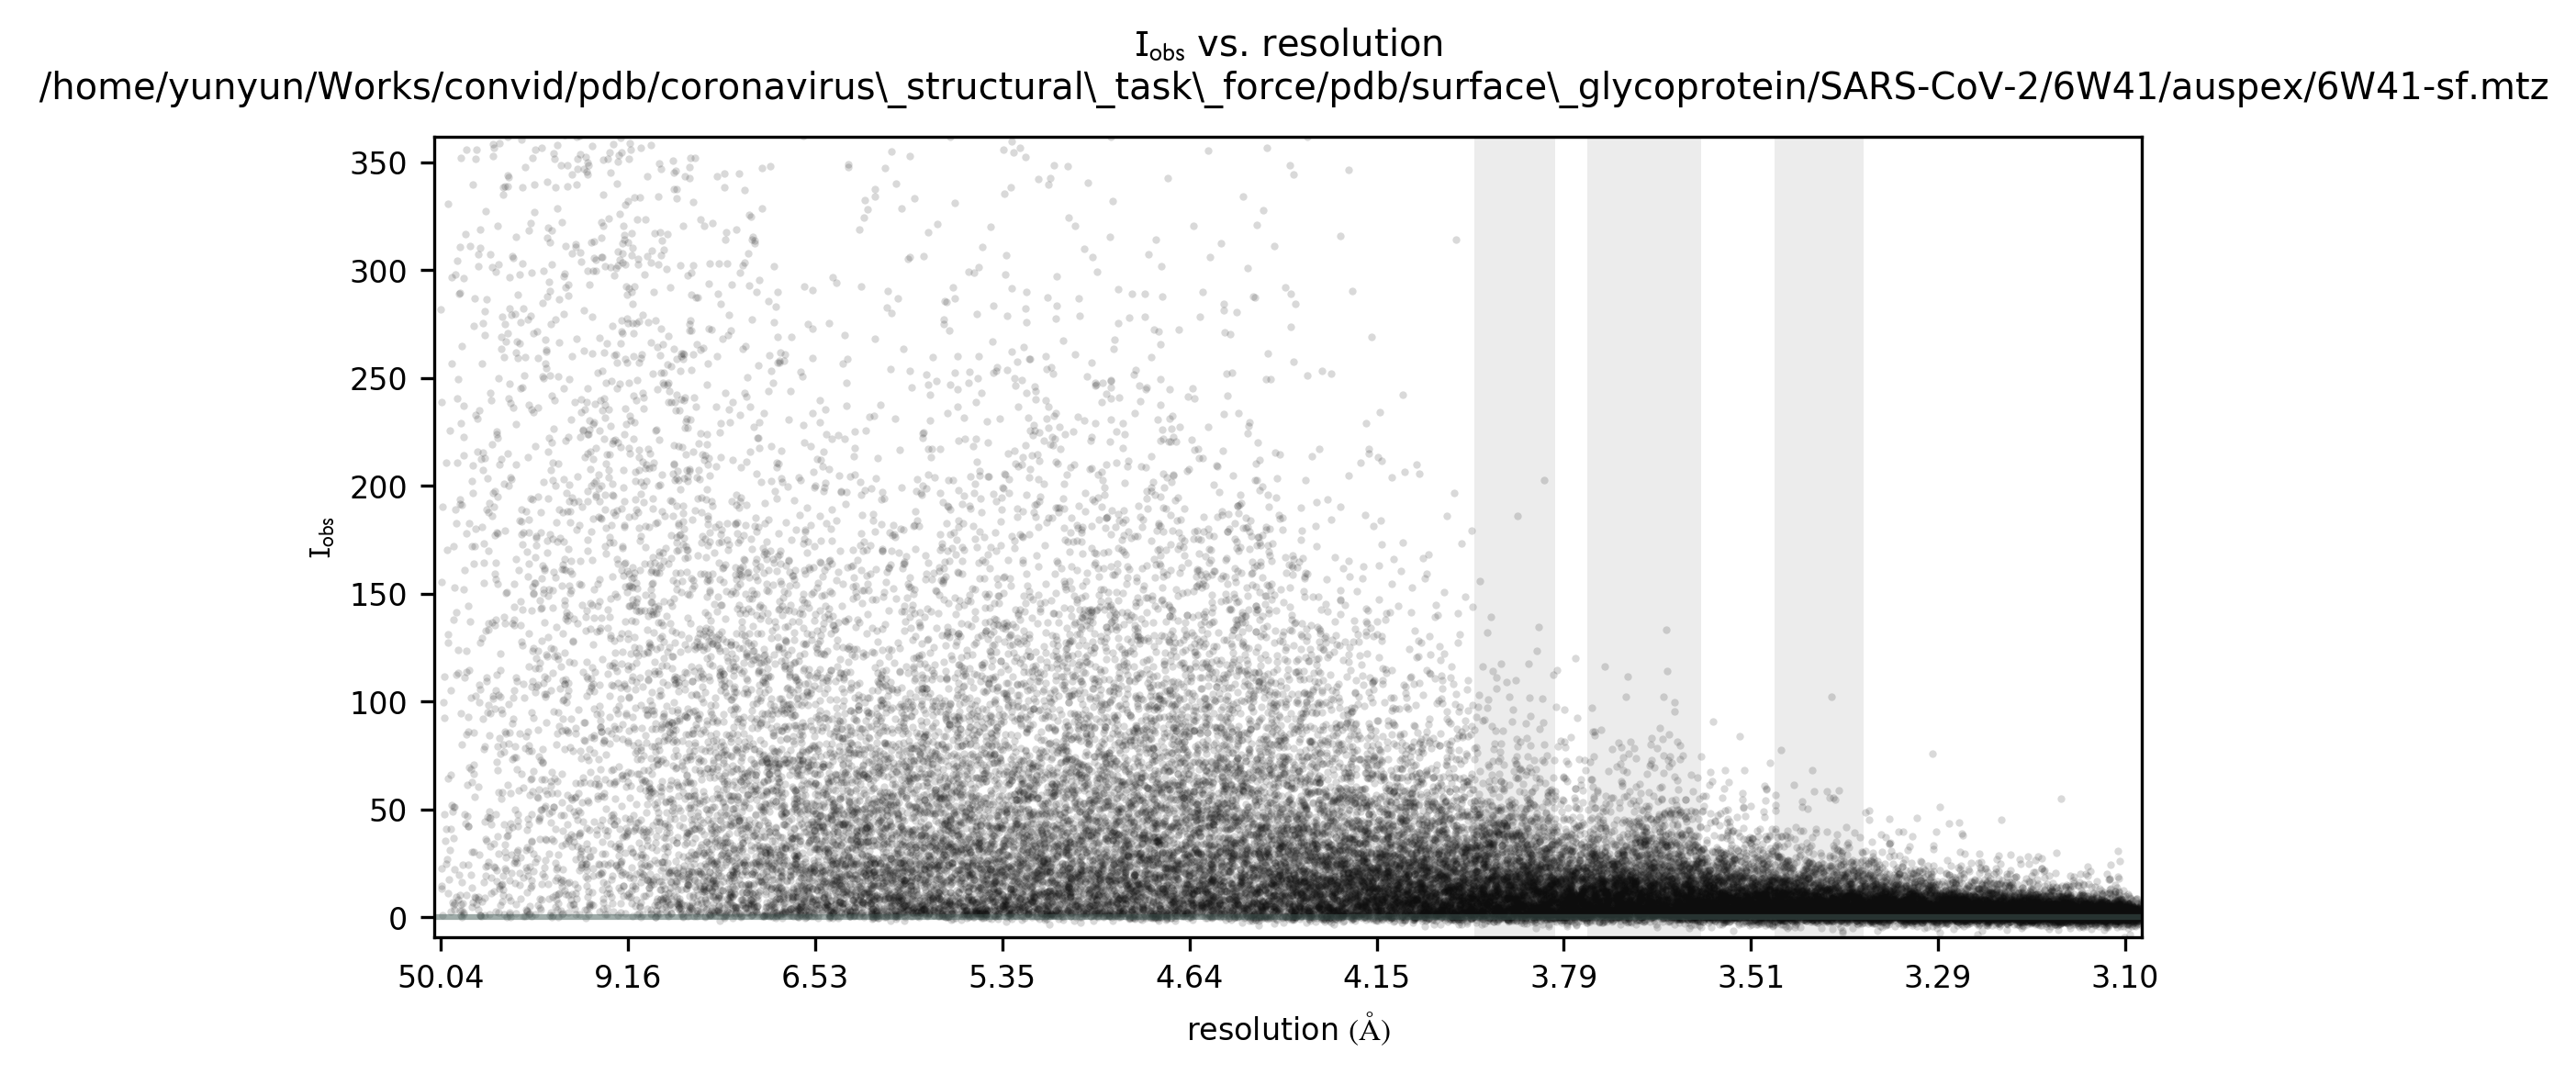 I_obs vs. resolution
/home/yunyun/Works/convid/pdb/coronavirus\_structural\_task\_force/pdb/surface\_glycoprotein/SARS-CoV-2/6W41/auspex/6W41-sf.mtz
350
300
250
200
150
100
50
0
I_obs
50.04 9.16 6.53 5.35 4.64 4.15 3.79 3.51 3.29 3.10
resolution (Å)